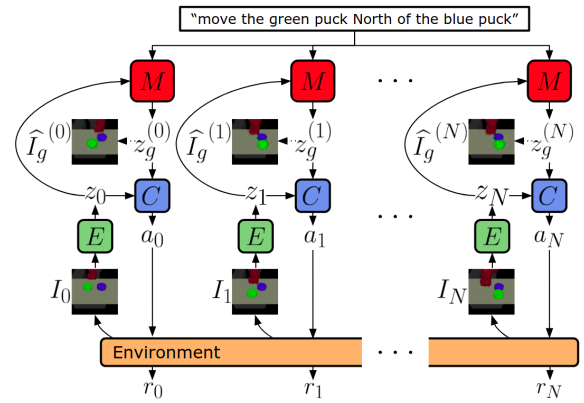 “move the green puck North of the blue puck”
M M · · · M
Î_g^(0) z_g^(0) Î_g^(1) z_g^(1) Î_g^(N) z_g^(N)
z_0 C z_1 C · · · z_N C
E a_0 E a_1 E a_N
I_0 I_1 I_N
Environment · · ·
r_0 r_1 r_N